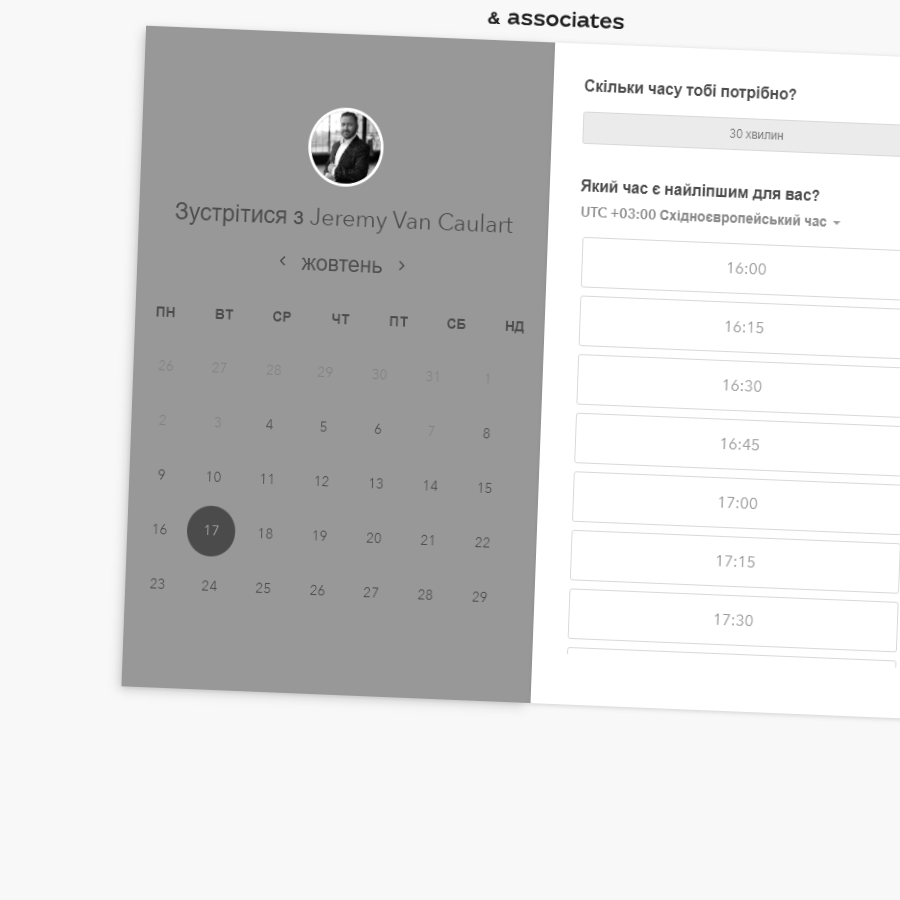 & associates
Зустрітися з Jeremy Van Caulart
‹ жовтень ›
ПН ВТ СР ЧТ ПТ СБ НД
26 27 28 29 30 31 1
2 3 4 5 6 7 8
9 10 11 12 13 14 15
16 17 18 19 20 21 22
23 24 25 26 27 28 29
Скільки часу тобі потрібно?
30 хвилин
Який час є найліпшим для вас?
UTC +03:00 Східноєвропейський час
16:00
16:15
16:30
16:45
17:00
17:15
17:30